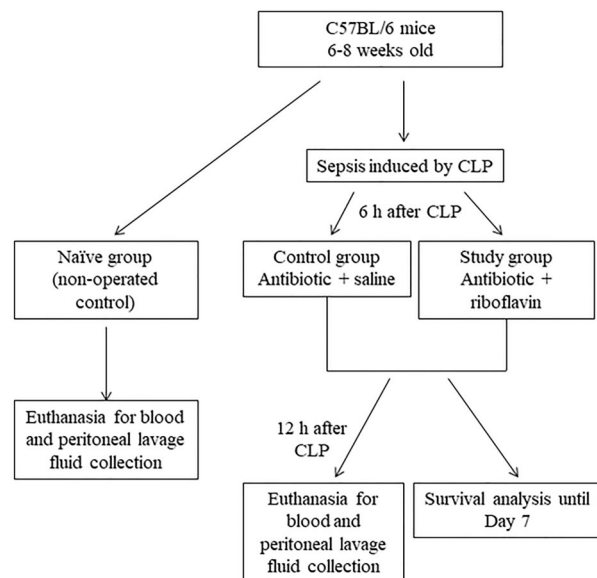 C57BL/6 mice
6-8 weeks old
Sepsis induced by CLP
6 h after CLP
Naïve group
(non-operated
control)
Control group
Antibiotic + saline
Study group
Antibiotic +
riboflavin
Euthanasia for blood
and peritoneal lavage
fluid collection
12 h after
CLP
Euthanasia for
blood and
peritoneal lavage
fluid collection
Survival analysis until
Day 7